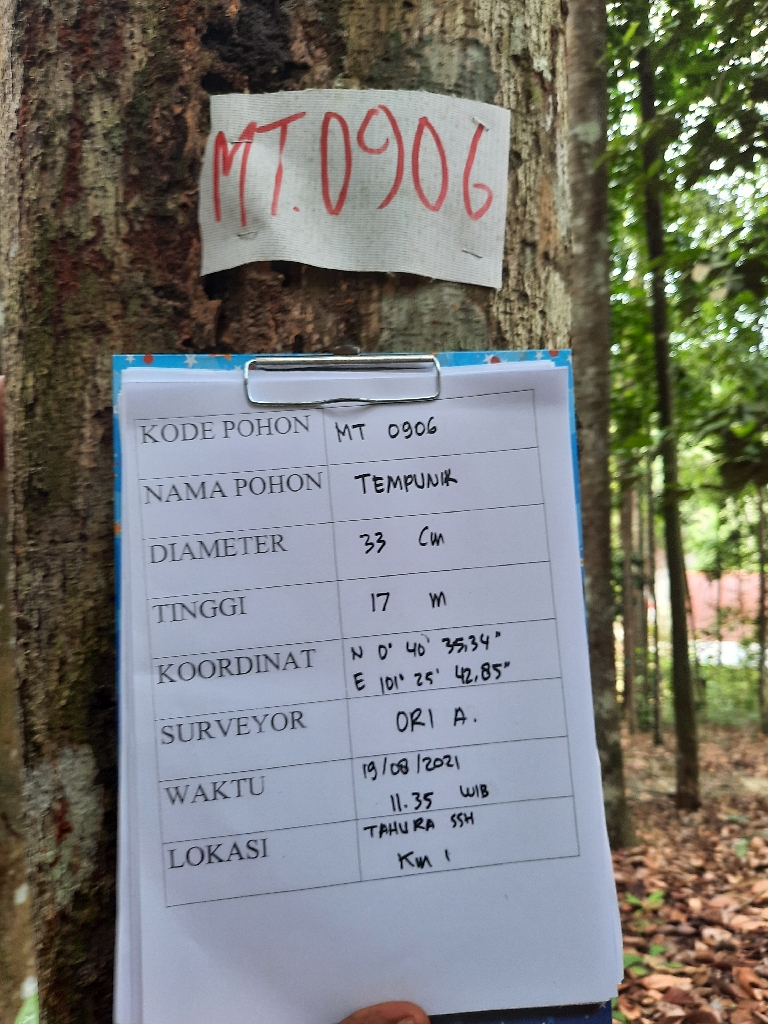 MT.0906
KODE POHON MT 0906
NAMA POHON TEMPUNIK
DIAMETER 33 Cm
TINGGI 17 m
KOORDINAT N 0° 40' 35,34"
E 101° 25' 42,85"
SURVEYOR ORI A.
WAKTU 19/08/2021
11.35 WIB
LOKASI TAHURA SSH
Km 1